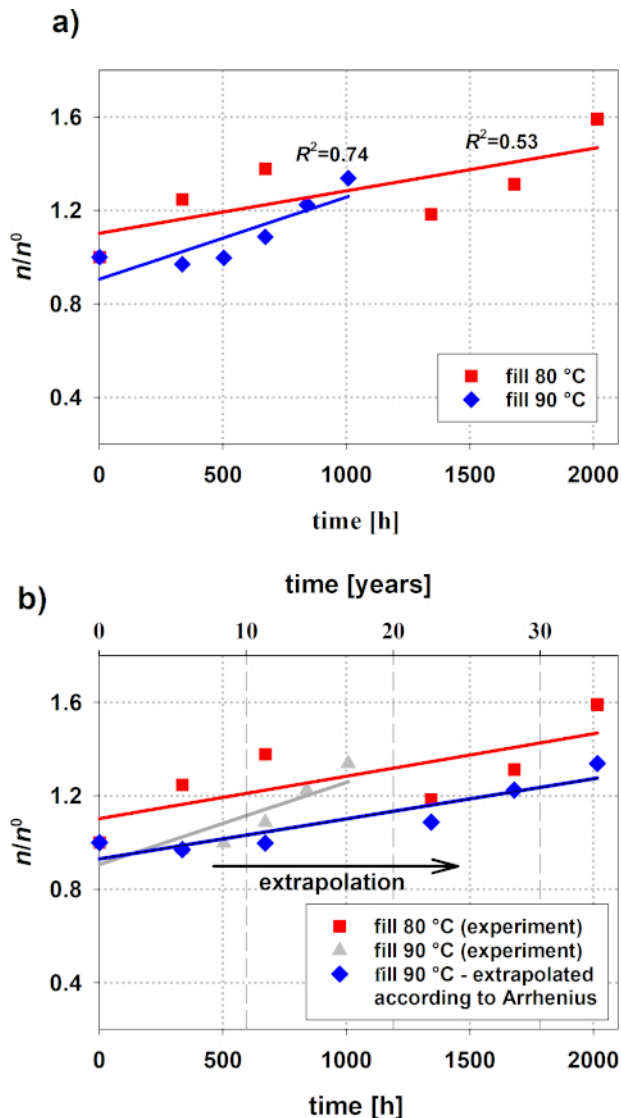 a)
1.6
1.2
0.8
0.4
n/n⁰
R²=0.74
R²=0.53
fill 80 °C
fill 90 °C
0 500 1000 1500 2000
time [h]
b)
time [years]
0 10 20 30
1.6
1.2
0.8
0.4
n/n⁰
extrapolation
fill 80 °C (experiment)
fill 90 °C (experiment)
fill 90 °C - extrapolated
according to Arrhenius
0 500 1000 1500 2000
time [h]